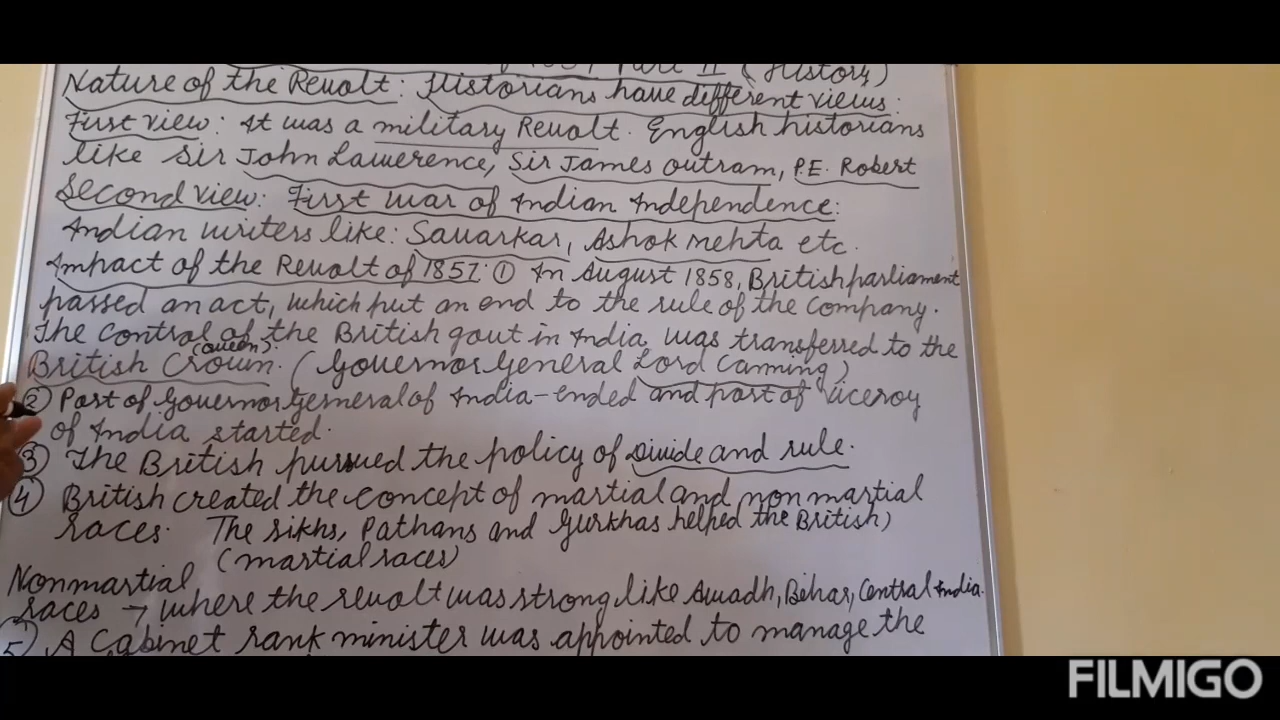 of 1857 Part II (History)
Nature of the Revolt: Historians have different views:
First view: It was a military Revolt. English historians
like Sir John Lawerence, Sir James Outram, P.E. Robert
Second view: First war of Indian Independence:
Indian writers like: Savarkar, Ashok Mehta etc.
Impact of the Revolt of 1857: ① In August 1858, British parliament
passed an act, which put an end to the rule of the company.
The control of the British govt in India was transferred to the
(Queen).
British Crown. (Governor General Lord Canning)
② Post of Governor General of India-ended and post of Viceroy
of India started.
③ The British pursued the policy of Divide and rule.
④ British created the concept of martial and non martial
races. The Sikhs, Pathans and Gurkhas helped the British)
(martial races)
Nonmartial
races → where the revolt was strong like Awadh, Bihar, Central India.
⑤ A Cabinet rank minister was appointed to manage the
FILMIGO